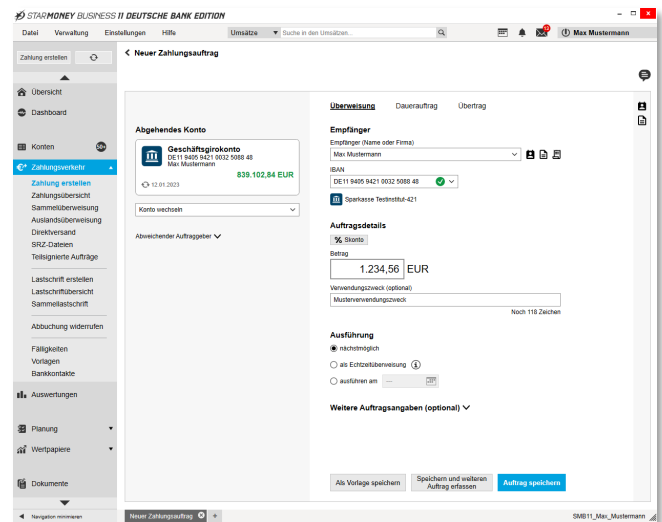 STARMONEY BUSINESS 11 DEUTSCHE BANK EDITION
Datei Verwaltung Einstellungen Hilfe Umsätze Suche in den Umsätzen... Max Mustermann
Zahlung erstellen
Neuer Zahlungsauftrag
Übersicht
Dashboard
Konten 50+
Zahlungsverkehr
Zahlung erstellen
Zahlungsübersicht
Sammelüberweisung
Auslandsüberweisung
Direktversand
SRZ-Dateien
Teilsignierte Aufträge
Lastschrift erstellen
Lastschriftübersicht
Sammellastschrift
Abbuchung widerrufen
Fälligkeiten
Vorlagen
Bankkontakte
Auswertungen
Planung
Wertpapiere
Dokumente
Navigation minimieren
Abgehendes Konto
Geschäftsgirokonto
DE11 9405 9421 0032 5088 48
Max Mustermann
839.102,84 EUR
12.01.2023
Konto wechseln
Abweichender Auftraggeber
Überweisung Dauerauftrag Übertrag
Empfänger
Empfänger (Name oder Firma)
Max Mustermann
IBAN
DE11 9405 9421 0032 5088 48
Sparkasse Testinstitut-421
Auftragsdetails
% Skonto
Betrag
1.234,56 EUR
Verwendungszweck (optional)
Musterverwendungszweck
Noch 118 Zeichen
Ausführung
nächstmöglich
als Echtzeitüberweisung
ausführen am ---
Weitere Auftragsangaben (optional)
Als Vorlage speichern
Speichern und weiteren
Auftrag erfassen
Auftrag speichern
Neuer Zahlungsauftrag +
SMB11_Max_Mustermann